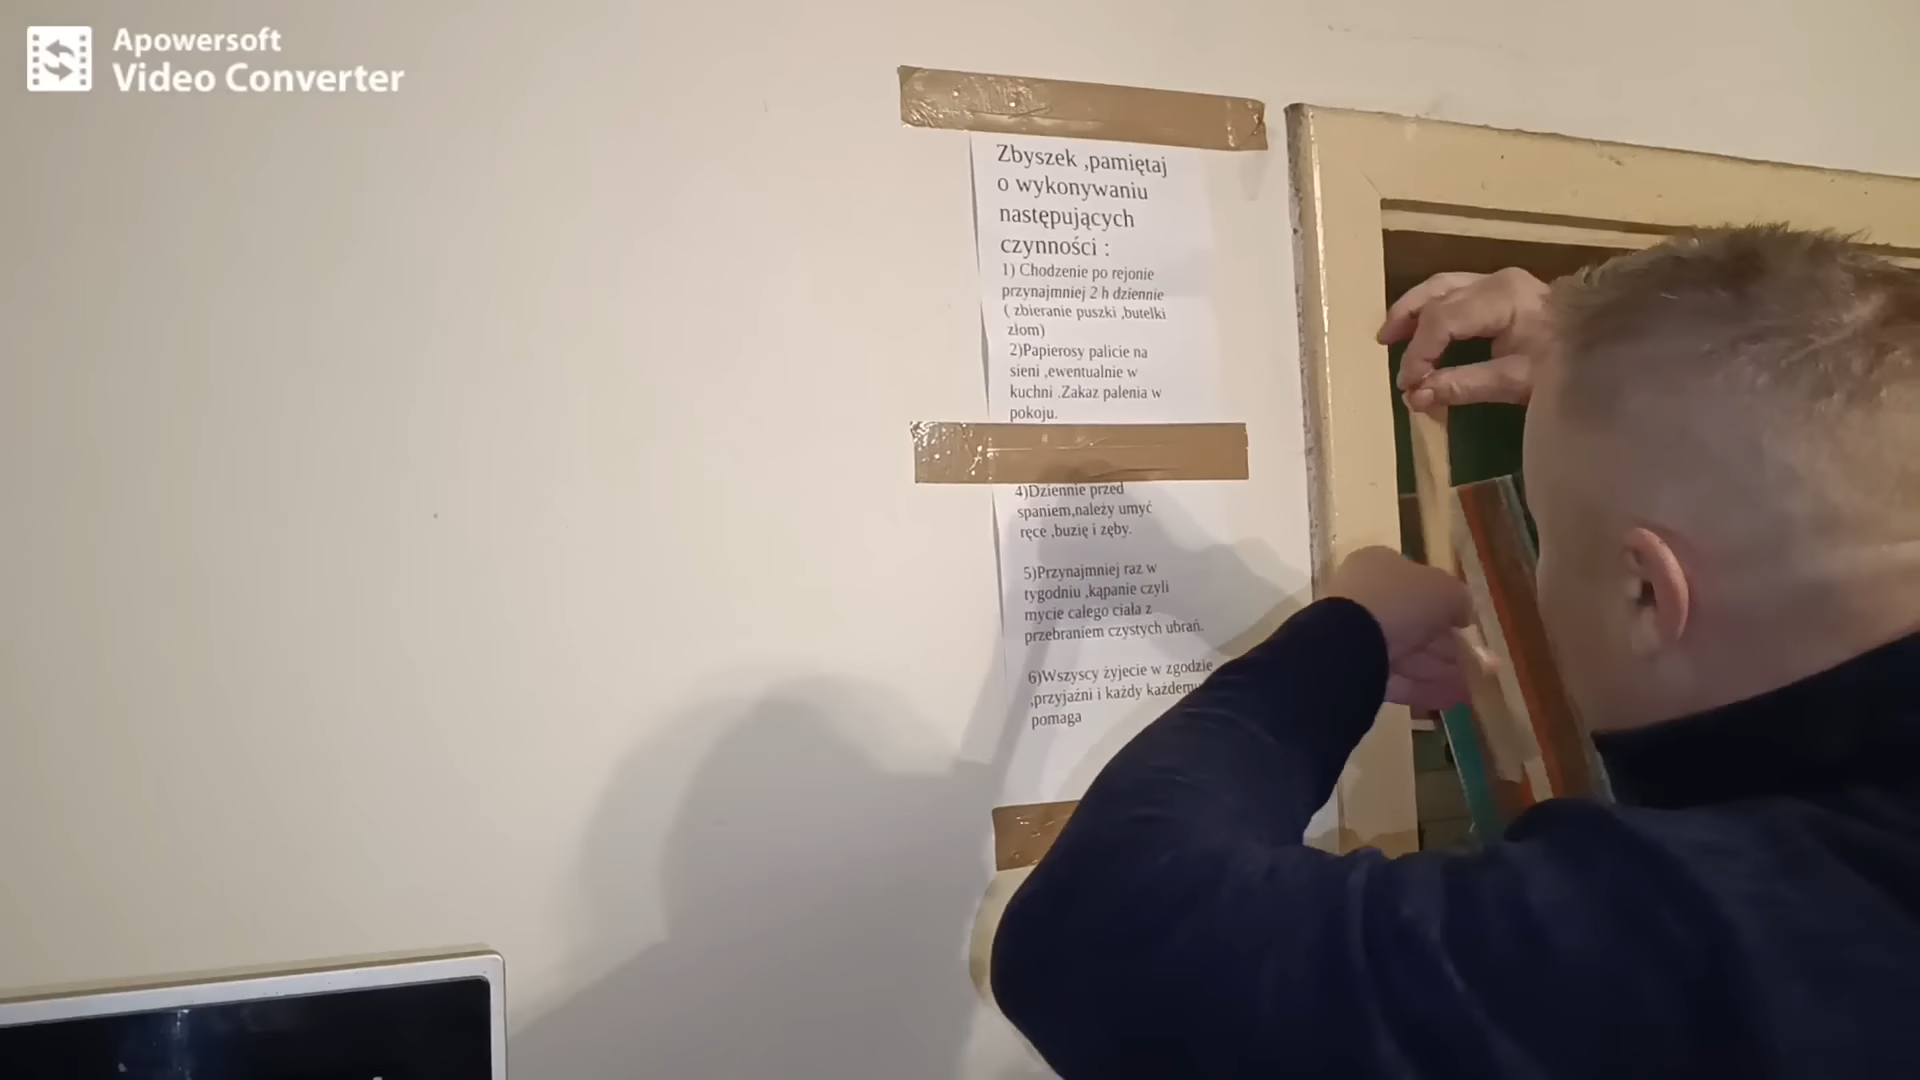 Apowersoft
Video Converter
Zbyszek ,pamiętaj
o wykonywaniu
następujących
czynności :
1) Chodzenie po rejonie
przynajmniej 2 h dziennie
( zbieranie puszki ,butelki
złom)
2)Papierosy palicie na
sieni ,ewentualnie w
kuchni .Zakaz palenia w
pokoju.
4)Dziennie przed
spaniem,należy umyć
ręce ,buzię i zęby.
5)Przynajmniej raz w
tygodniu ,kąpanie czyli
mycie całego ciała z
przebraniem czystych ubrań.
6)Wszyscy żyjecie w zgodzie
,przyjaźni i każdy każdemu
pomaga